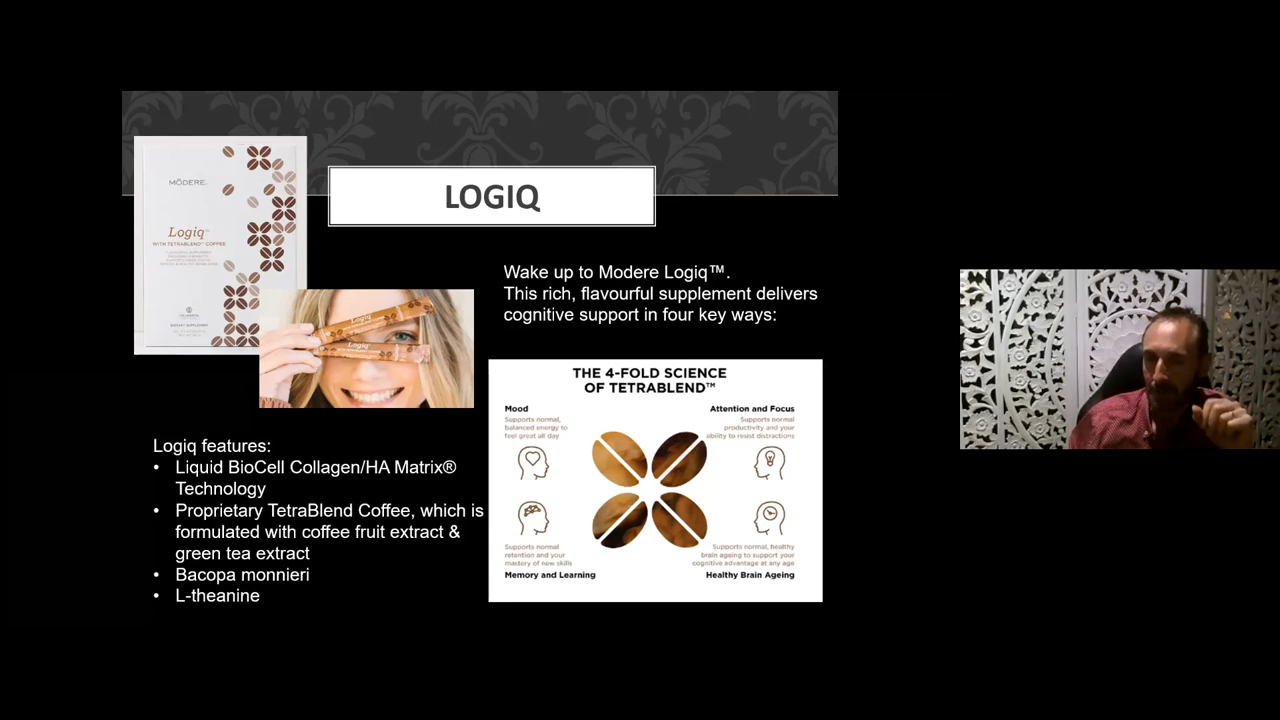 LOGIQ
MODERE
Logiq™
WITH TETRABLEND™ COFFEE
DIETARY SUPPLEMENT
Logiq
Logiq
Wake up to Modere Logiq™.
This rich, flavourful supplement delivers
cognitive support in four key ways:
THE 4-FOLD SCIENCE
OF TETRABLEND™
Mood
Supports normal,
balanced energy to
feel great all day
Attention and Focus
Supports normal
productivity and your
ability to resist distractions
Supports normal
retention and your
mastery of new skills
Memory and Learning
Supports normal, healthy
brain ageing to support your
cognitive advantage at any age
Healthy Brain Ageing
Logiq features:
• Liquid BioCell Collagen/HA Matrix®
Technology
• Proprietary TetraBlend Coffee, which is
formulated with coffee fruit extract &
green tea extract
• Bacopa monnieri
• L-theanine